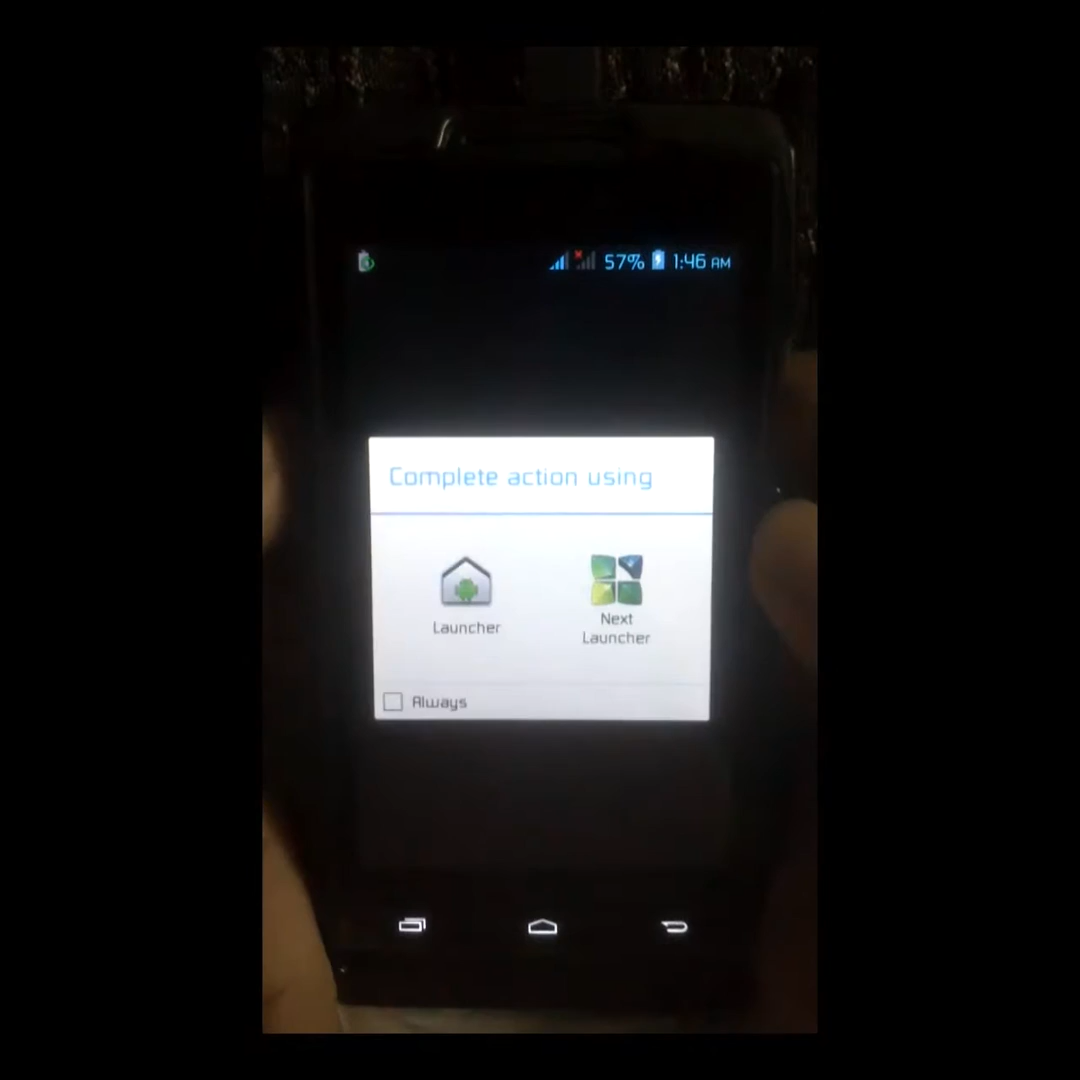 57% 1:46 AM
Complete action using
Launcher
Next
Launcher
Always